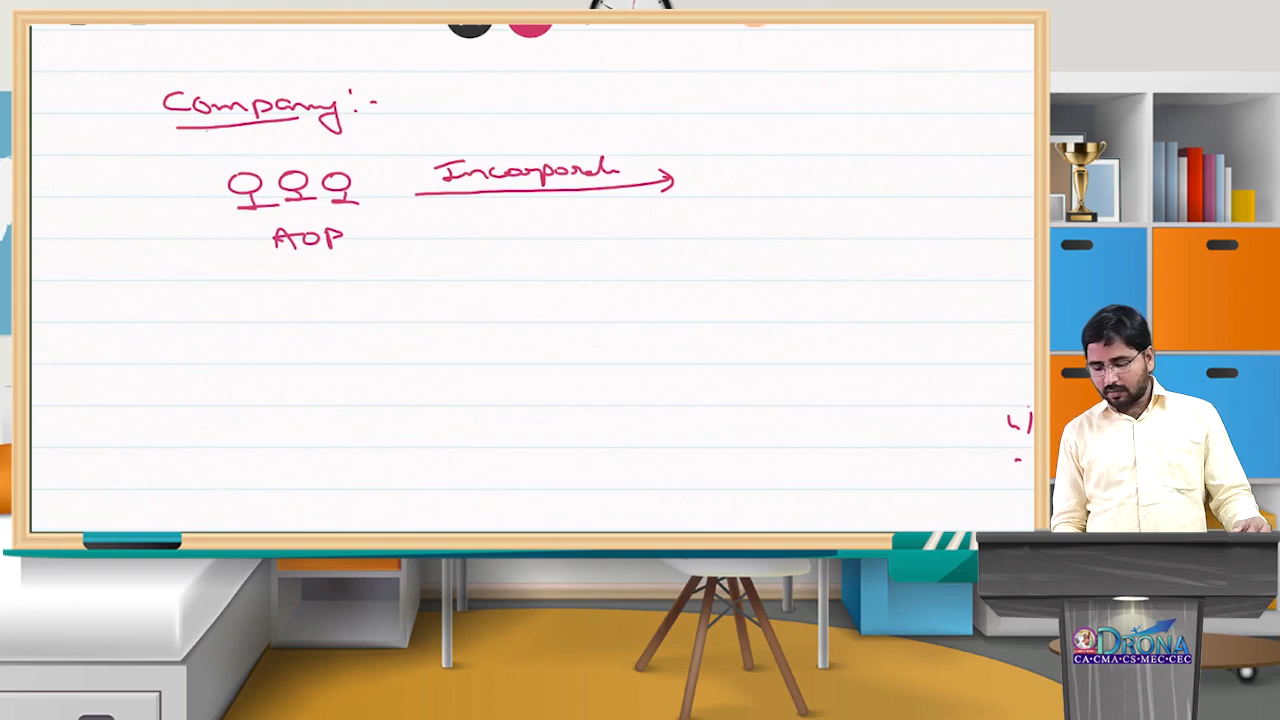 Company :-
Incorporate
AOP
DRONA
CA•CMA•CS•MEC•CEC